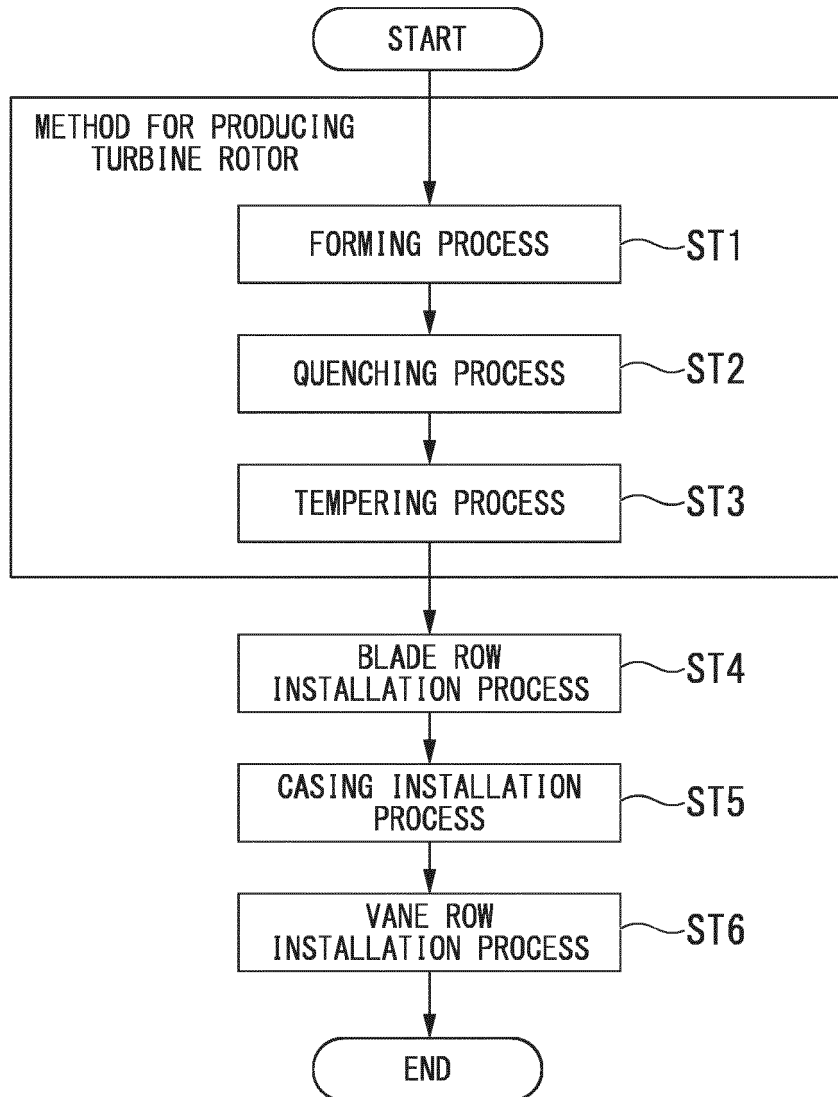 START
METHOD FOR PRODUCING
TURBINE ROTOR
FORMING PROCESS
ST1
QUENCHING PROCESS
ST2
TEMPERING PROCESS
ST3
BLADE ROW
INSTALLATION PROCESS
ST4
CASING INSTALLATION
PROCESS
ST5
VANE ROW
INSTALLATION PROCESS
ST6
END